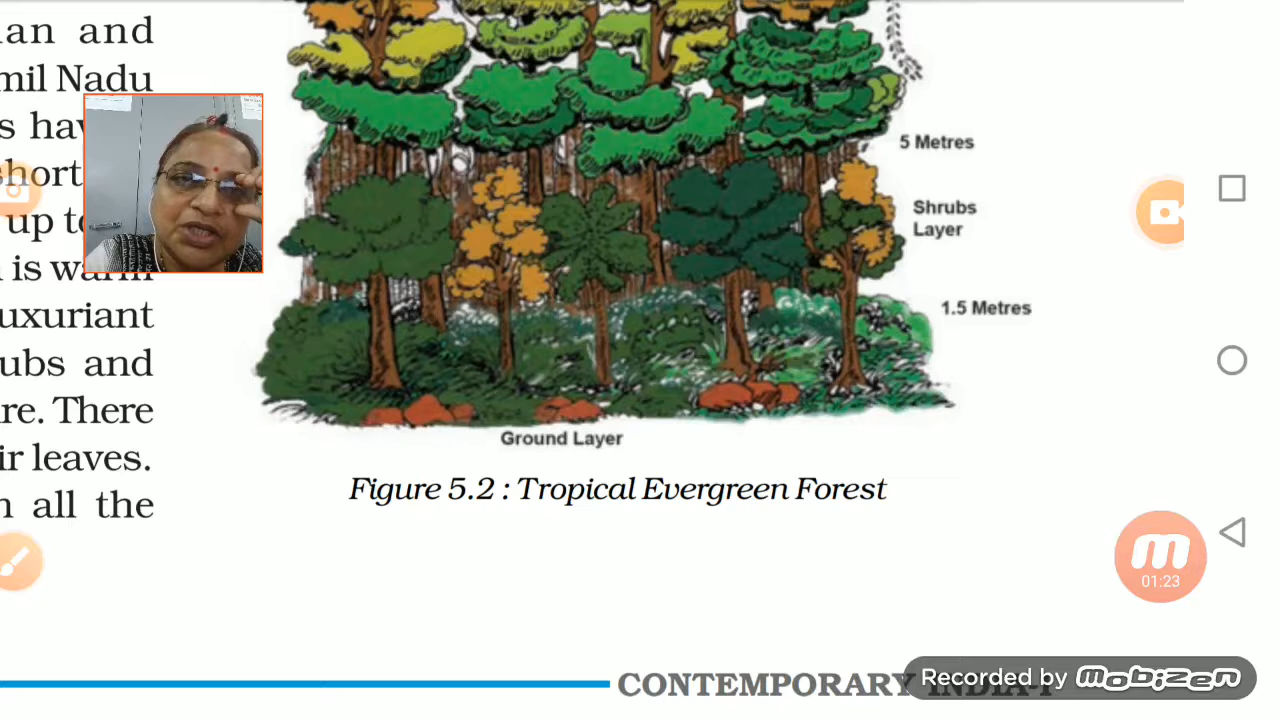 an and
mil Nadu
s hav
short
up t
is warm
uxuriant
ubs and
re. There
ir leaves.
n all the
5 Metres
Shrubs
Layer
1.5 Metres
Ground Layer
Figure 5.2 : Tropical Evergreen Forest
01:23
CONTEMPORARY INDIA-I
Recorded by mobizen